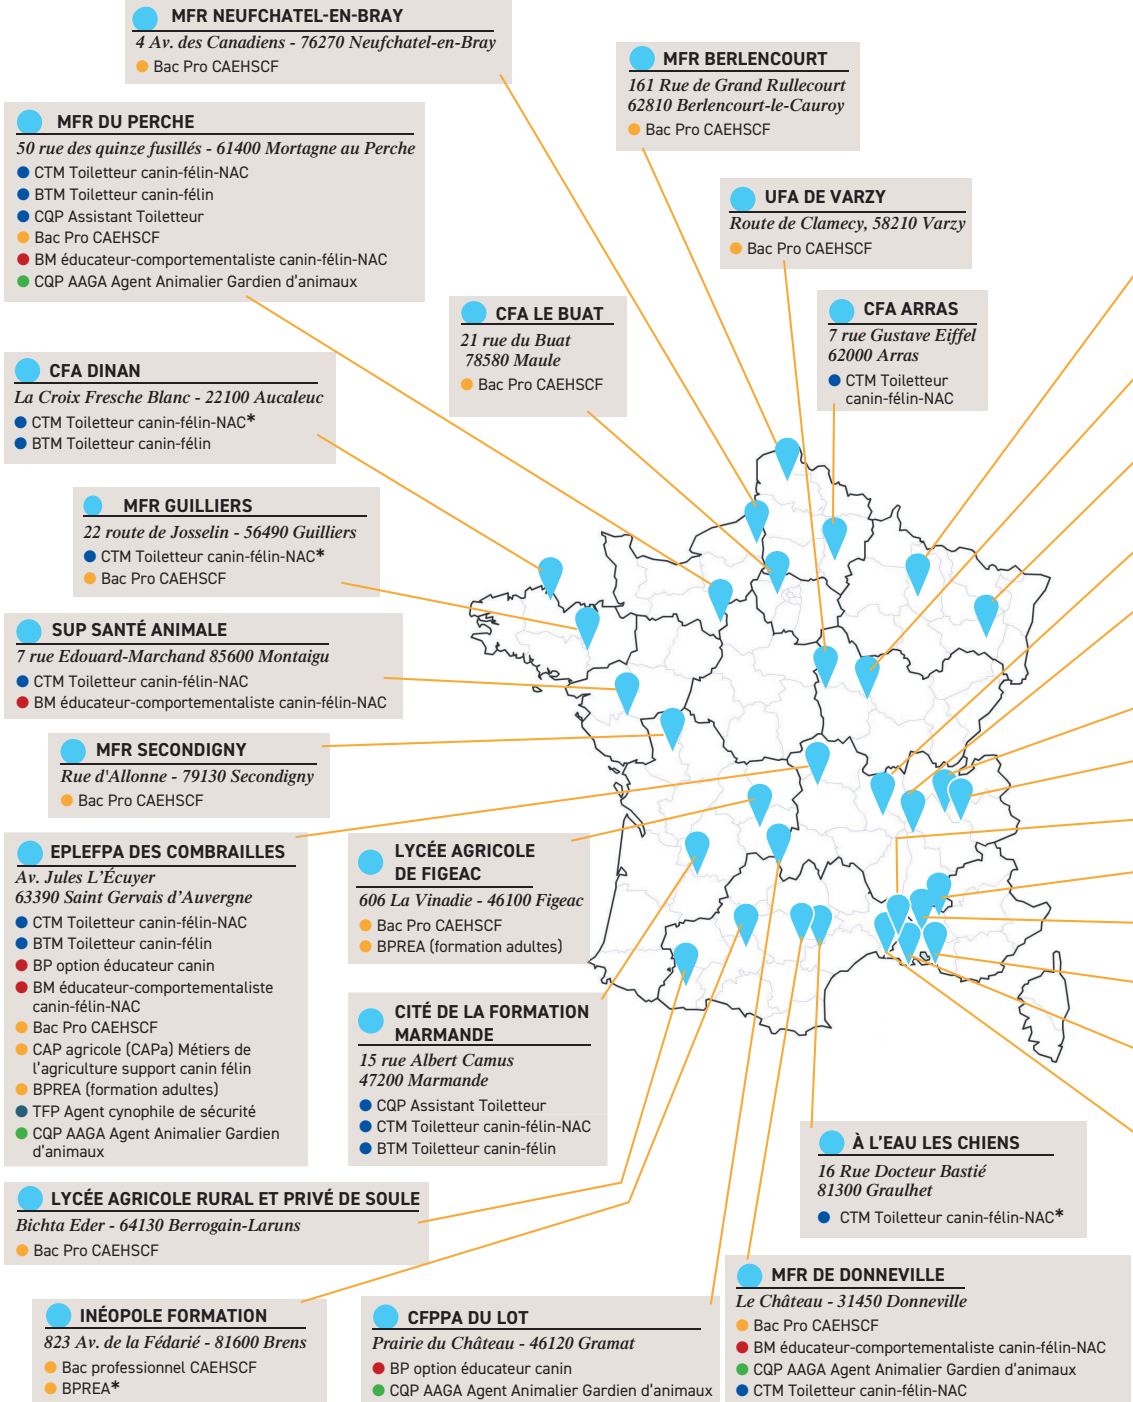 MFR NEUFCHATEL-EN-BRAY
4 Av. des Canadiens - 76270 Neufchatel-en-Bray
Bac Pro CAEHSCF
MFR BERLENCOURT
161 Rue de Grand Rullecourt
62810 Berlencourt-le-Cauroy
Bac Pro CAEHSCF
MFR DU PERCHE
50 rue des quinze fusillés - 61400 Mortagne au Perche
CTM Toiletteur canin-félin-NAC
BTM Toiletteur canin-félin
CQP Assistant Toiletteur
Bac Pro CAEHSCF
BM éducateur-comportementaliste canin-félin-NAC
CQP AAGA Agent Animalier Gardien d'animaux
UFA DE VARZY
Route de Clamecy, 58210 Varzy
Bac Pro CAEHSCF
CFA LE BUAT
21 rue du Buat
78580 Maule
Bac Pro CAEHSCF
CFA ARRAS
7 rue Gustave Eiffel
62000 Arras
CTM Toiletteur
canin-félin-NAC
CFA DINAN
La Croix Fresche Blanc - 22100 Aucaleuc
CTM Toiletteur canin-félin-NAC*
BTM Toiletteur canin-félin
MFR GUILLIERS
22 route de Josselin - 56490 Guilliers
CTM Toiletteur canin-félin-NAC*
Bac Pro CAEHSCF
SUP SANTÉ ANIMALE
7 rue Edouard-Marchand 85600 Montaigu
CTM Toiletteur canin-félin-NAC
BM éducateur-comportementaliste canin-félin-NAC
MFR SECONDIGNY
Rue d'Allonne - 79130 Secondigny
Bac Pro CAEHSCF
EPLEFPA DES COMBRAILLES
Av. Jules L'Écuyer
63390 Saint Gervais d'Auvergne
CTM Toiletteur canin-félin-NAC
BTM Toiletteur canin-félin
BP option éducateur canin
BM éducateur-comportementaliste
canin-félin-NAC
Bac Pro CAEHSCF
CAP agricole (CAPa) Métiers de
l'agriculture support canin félin
BPREA (formation adultes)
TFP Agent cynophile de sécurité
CQP AAGA Agent Animalier Gardien
d'animaux
LYCÉE AGRICOLE
DE FIGEAC
606 La Vinadie - 46100 Figeac
Bac Pro CAEHSCF
BPREA (formation adultes)
CITÉ DE LA FORMATION
MARMANDE
15 rue Albert Camus
47200 Marmande
CQP Assistant Toiletteur
CTM Toiletteur canin-félin-NAC
BTM Toiletteur canin-félin
À L'EAU LES CHIENS
16 Rue Docteur Bastié
81300 Graulhet
CTM Toiletteur canin-félin-NAC*
LYCÉE AGRICOLE RURAL ET PRIVÉ DE SOULE
Bichta Eder - 64130 Berrogain-Laruns
Bac Pro CAEHSCF
INÉOPOLE FORMATION
823 Av. de la Fédarié - 81600 Brens
Bac professionnel CAEHSCF
BPREA*
CFPPA DU LOT
Prairie du Château - 46120 Gramat
BP option éducateur canin
CQP AAGA Agent Animalier Gardien d'animaux
MFR DE DONNEVILLE
Le Château - 31450 Donneville
Bac Pro CAEHSCF
BM éducateur-comportementaliste canin-félin-NAC
CQP AAGA Agent Animalier Gardien d'animaux
CTM Toiletteur canin-félin-NAC